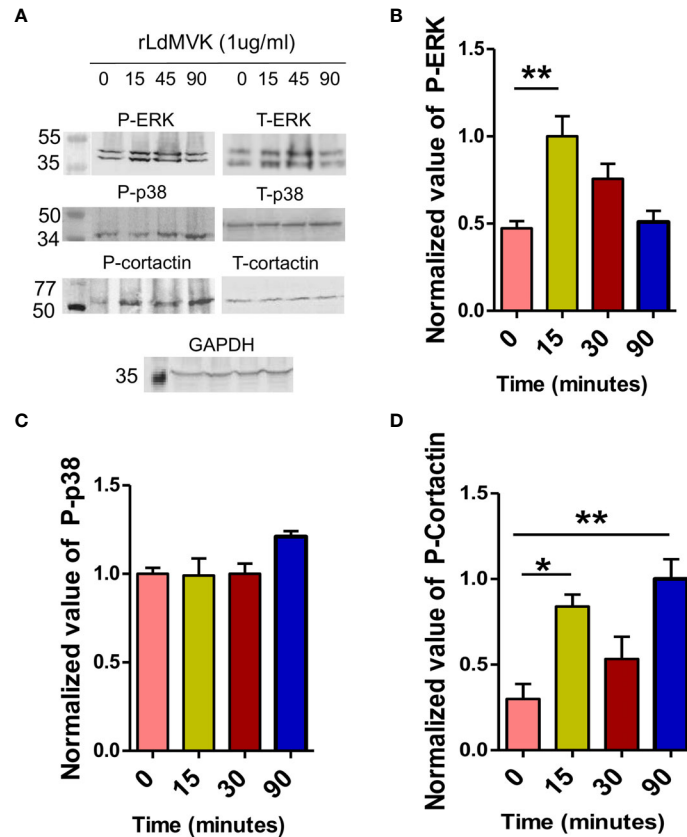 A
rLdMVK (1ug/ml)
0 15 45 90 0 15 45 90
P-ERK T-ERK
55
35
P-p38 T-p38
50
34
P-cortactin T-cortactin
77
50
GAPDH
35
B
Normalized value of P-ERK
1.5
1.0
0.5
0.0
**
0 15 30 90
Time (minutes)
C
Normalized value of P-p38
1.5
1.0
0.5
0.0
0 15 30 90
Time (minutes)
D
Normalized value of P-Cortactin
1.5
1.0
0.5
0.0
**
*
0 15 30 90
Time (minutes)